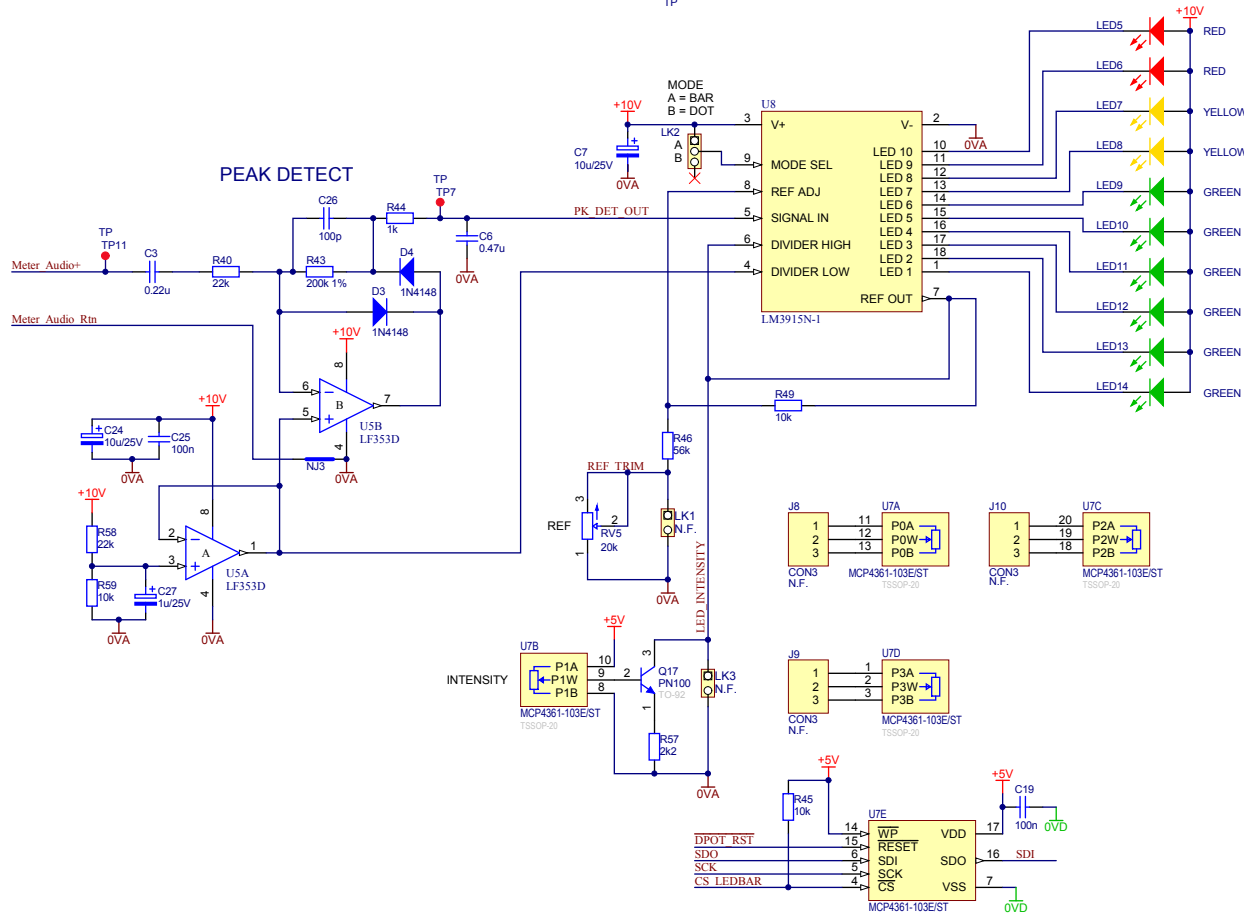 TP
+10V
LED5
RED
LED6
RED
LED7
YELLOW
LED8
YELLOW
LED9
GREEN
LED10
GREEN
LED11
GREEN
LED12
GREEN
LED13
GREEN
LED14
GREEN
MODE
A = BAR
B = DOT
+10V
LK2
A
B
C7
10u/25V
0VA
U8
3 V+
9 MODE SEL
8 REF ADJ
5 SIGNAL IN
6 DIVIDER HIGH
4 DIVIDER LOW
V- 2
0VA
LED 10 10
LED 9 11
LED 8 12
LED 7 13
LED 6 14
LED 5 15
LED 4 16
LED 3 17
LED 2 18
LED 1 1
REF OUT 7
LM3915N-1
PEAK DETECT
TP
TP11
Meter_Audio+
C3
0.22u
R40
22k
C26
100p
R43
200k 1%
R44
1k
D4
1N4148
D3
1N4148
TP
TP7
PK_DET_OUT
C6
0.47u
0VA
Meter_Audio_Rtn
+10V
8
6
5
B
7
4
U5B
LF353D
NJ3
0VA
+10V
C24
10u/25V
C25
100n
0VA
+10V
R58
22k
R59
10k
C27
1u/25V
0VA
8
2
3
A
1
4
U5A
LF353D
0VA
R49
10k
R46
56k
REF_TRIM
REF
3
2
1
RV5
20k
LK1
N.F.
0VA
LED_INTENSITY
+5V
INTENSITY
U7B
P1A 10
P1W 9
P1B 8
MCP4361-103E/ST
TSSOP-20
2
3
1
Q17
PN100
TO-92
R57
2k2
LK3
N.F.
0VA
J8
1
2
3
CON3
N.F.
11
12
13
U7A
P0A
P0W
P0B
MCP4361-103E/ST
TSSOP-20
J10
1
2
3
CON3
N.F.
20
19
18
U7C
P2A
P2W
P2B
MCP4361-103E/ST
TSSOP-20
J9
1
2
3
CON3
N.F.
1
2
3
U7D
P3A
P3W
P3B
MCP4361-103E/ST
TSSOP-20
+5V
R45
10k
+5V
C19
100n
0VD
U7E
14 WP
DPOT_RST 15 RESET
SDO 6 SDI
SCK 5 SCK
CS_LEDBAR 4 CS
VDD 17
SDO 16 SDI
VSS 7
0VD
MCP4361-103E/ST